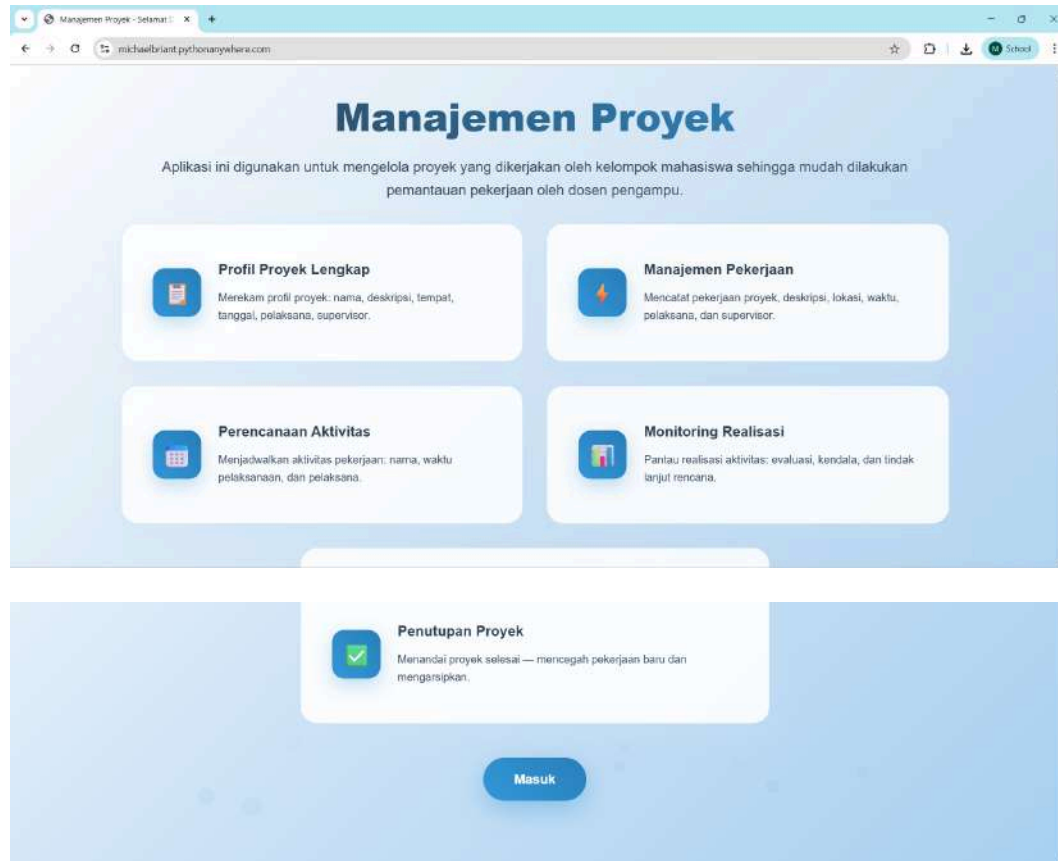 Manajemen Proyek - Selamat
michaelbriant.pythonanywhere.com
M School
Manajemen Proyek
Aplikasi ini digunakan untuk mengelola proyek yang dikerjakan oleh kelompok mahasiswa sehingga mudah dilakukan
pemantauan pekerjaan oleh dosen pengampu.
Profil Proyek Lengkap
Merekam profil proyek: nama, deskripsi, tempat,
tanggal, pelaksana, supervisor.
Manajemen Pekerjaan
Mencatat pekerjaan proyek, deskripsi, lokasi, waktu,
pelaksana, dan supervisor.
Perencanaan Aktivitas
Menjadwalkan aktivitas pekerjaan: nama, waktu
pelaksanaan, dan pelaksana.
Monitoring Realisasi
Pantau realisasi aktivitas: evaluasi, kendala, dan tindak
lanjut rencana.
Penutupan Proyek
Menandai proyek selesai — mencegah pekerjaan baru dan
mengarsipkan.
Masuk